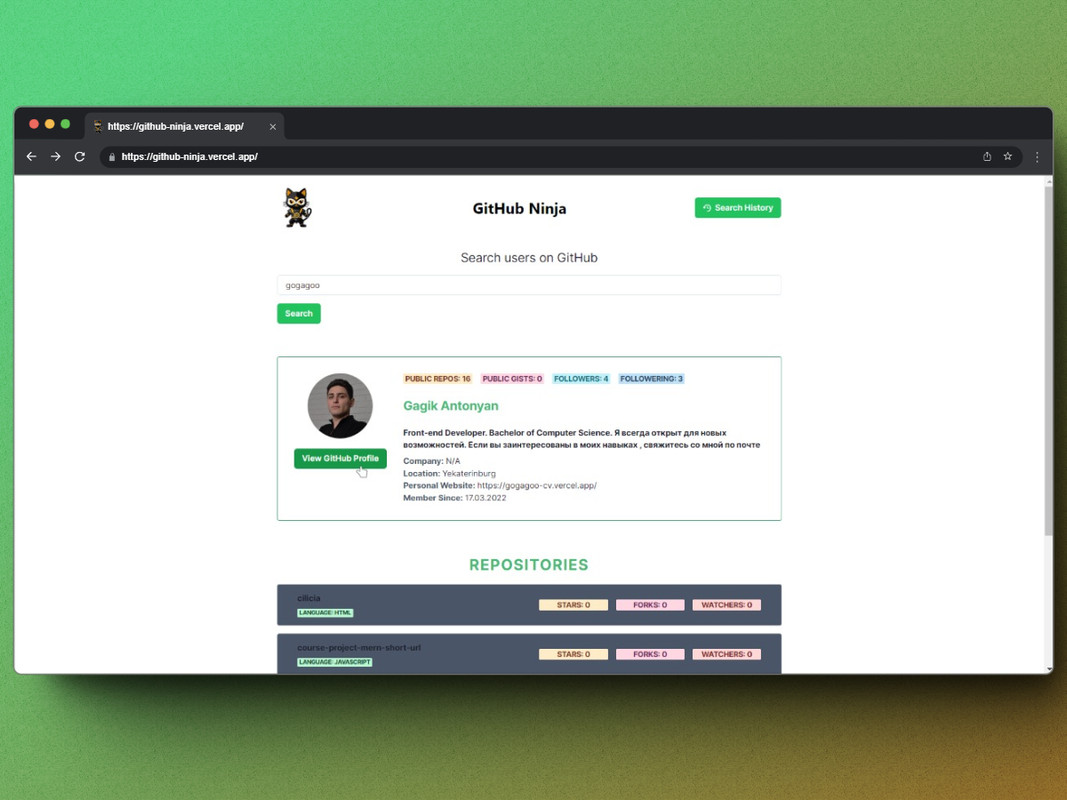 https://github-ninja.vercel.app/
https://github-ninja.vercel.app/
GitHub Ninja
Search History
Search users on GitHub
gogagoo
Search
PUBLIC REPOS: 16 PUBLIC GISTS: 0 FOLLOWERS: 4 FOLLOWERING: 3
Gagik Antonyan
Front-end Developer. Bachelor of Computer Science. Я всегда открыт для новых
возможностей. Если вы заинтересованы в моих навыках , свяжитесь со мной по почте
View GitHub Profile
Company: N/A
Location: Yekaterinburg
Personal Website: https://gogagoo-cv.vercel.app/
Member Since: 17.03.2022
REPOSITORIES
cilicia
LANGUAGE: HTML
STARS: 0 FORKS: 0 WATCHERS: 0
course-project-mern-short-url
LANGUAGE: JAVASCRIPT
STARS: 0 FORKS: 0 WATCHERS: 0